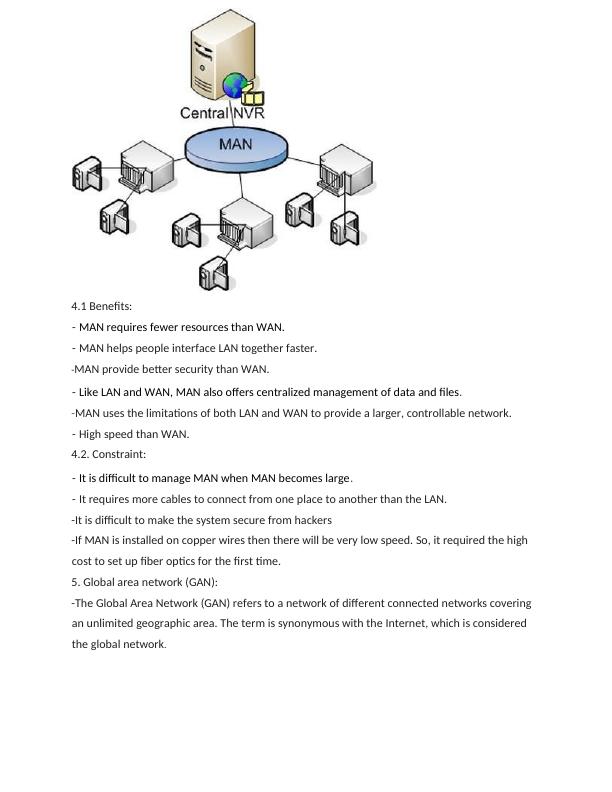 Central NVR
MAN
4.1 Benefits:
- MAN requires fewer resources than WAN.
- MAN helps people interface LAN together faster.
-MAN provide better security than WAN.
- Like LAN and WAN, MAN also offers centralized management of data and files.
-MAN uses the limitations of both LAN and WAN to provide a larger, controllable network.
- High speed than WAN.
4.2. Constraint:
- It is difficult to manage MAN when MAN becomes large.
- It requires more cables to connect from one place to another than the LAN.
-It is difficult to make the system secure from hackers
-If MAN is installed on copper wires then there will be very low speed. So, it required the high
cost to set up fiber optics for the first time.
5. Global area network (GAN):
-The Global Area Network (GAN) refers to a network of different connected networks covering
an unlimited geographic area. The term is synonymous with the Internet, which is considered
the global network.